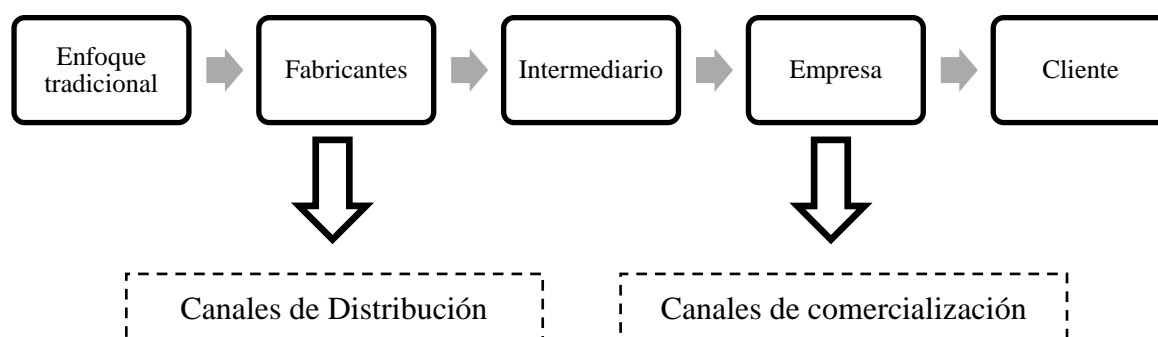 Enfoque
tradicional
Fabricantes
Intermediario
Empresa
Cliente
Canales de Distribución
Canales de comercialización